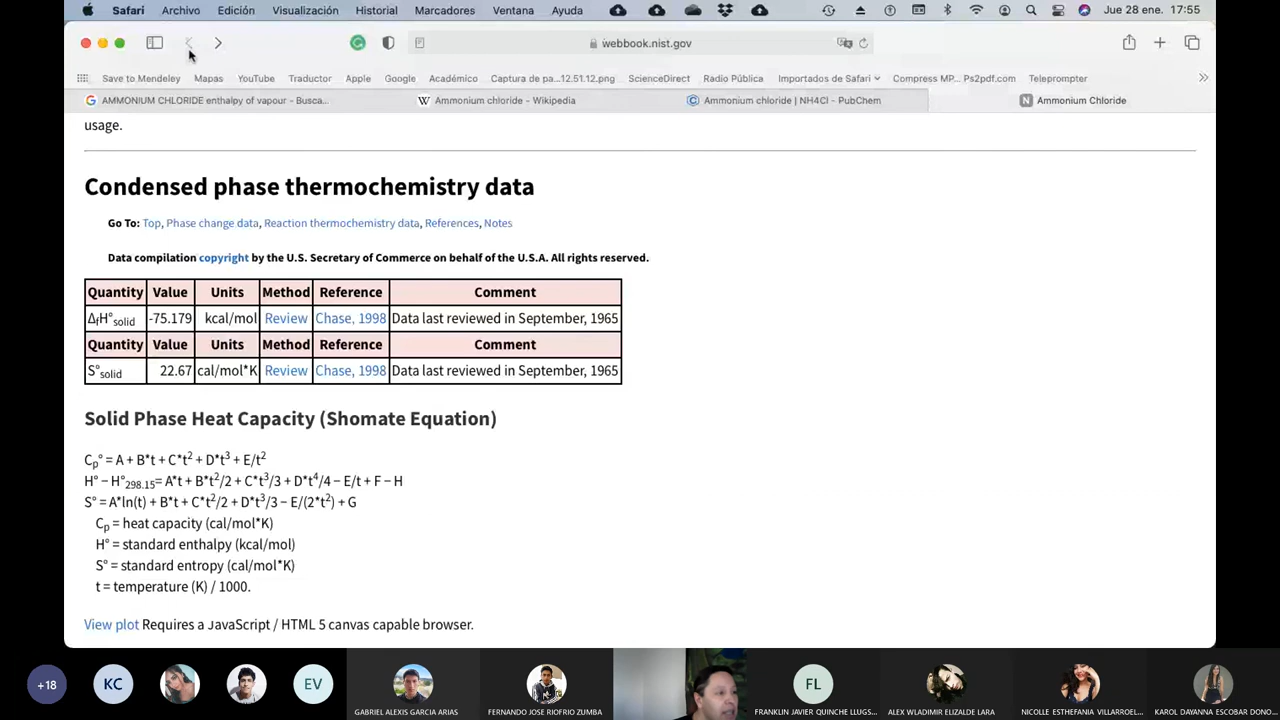 Safari Archivo Edición Visualización Historial Marcadores Ventana Ayuda Jue 28 ene. 17:55
webbook.nist.gov
Save to Mendeley Mapas YouTube Traductor Apple Google Académico Captura de pa...12.51.12.png ScienceDirect Radio Pública Importados de Safari Compress MP... Ps2pdf.com Teleprompter
AMMONIUM CHLORIDE enthalpy of vapour - Busca... Ammonium chloride - Wikipedia Ammonium chloride | NH4Cl - PubChem Ammonium Chloride
usage.
Condensed phase thermochemistry data
Go To: Top, Phase change data, Reaction thermochemistry data, References, Notes
Data compilation copyright by the U.S. Secretary of Commerce on behalf of the U.S.A. All rights reserved.
Quantity Value Units Method Reference Comment
ΔfH°solid -75.179 kcal/mol Review Chase, 1998 Data last reviewed in September, 1965
Quantity Value Units Method Reference Comment
S°solid 22.67 cal/mol*K Review Chase, 1998 Data last reviewed in September, 1965
Solid Phase Heat Capacity (Shomate Equation)
Cp° = A + B*t + C*t2 + D*t3 + E/t2
H° − H°298.15= A*t + B*t2/2 + C*t3/3 + D*t4/4 − E/t + F − H
S° = A*ln(t) + B*t + C*t2/2 + D*t3/3 − E/(2*t2) + G
Cp = heat capacity (cal/mol*K)
H° = standard enthalpy (kcal/mol)
S° = standard entropy (cal/mol*K)
t = temperature (K) / 1000.
View plot Requires a JavaScript / HTML 5 canvas capable browser.
+18 KC EV FL
GABRIEL ALEXIS GARCIA ARIAS FERNANDO JOSE RIOFRIO ZUMBA FRANKLIN JAVIER QUINCHE LLUGS... ALEX WLADIMIR ELIZALDE LARA NICOLLE ESTHEFANIA VILLARROEL... KAROL DAYANNA ESCOBAR DONO...